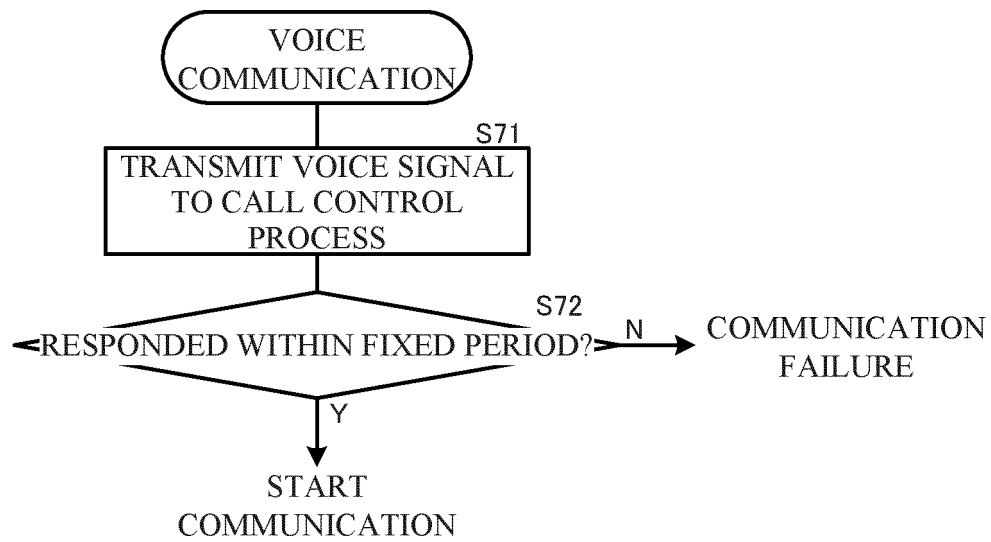 VOICE
COMMUNICATION
S71
TRANSMIT VOICE SIGNAL
TO CALL CONTROL
PROCESS
S72
RESPONDED WITHIN FIXED PERIOD?
N
COMMUNICATION
FAILURE
Y
START
COMMUNICATION